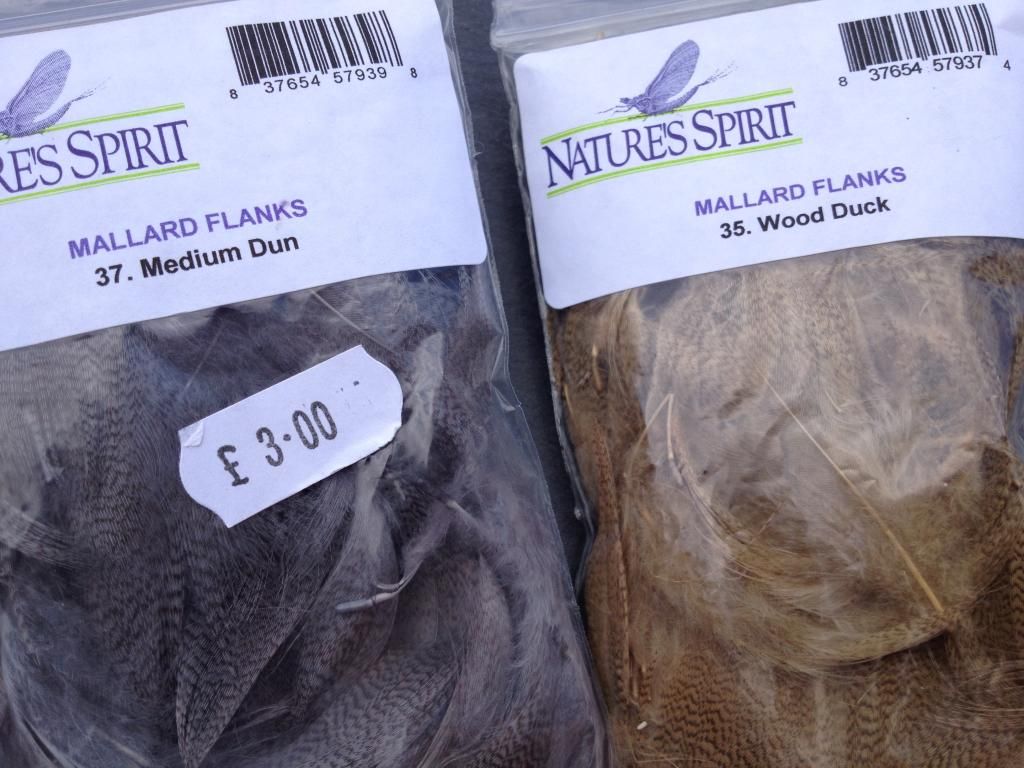 8 37654 57939 8
RE'S SPIRIT
MALLARD FLANKS
37. Medium Dun
£ 3.00
8 37654 57937 4
NATURE'S SPIRIT
MALLARD FLANKS
35. Wood Duck